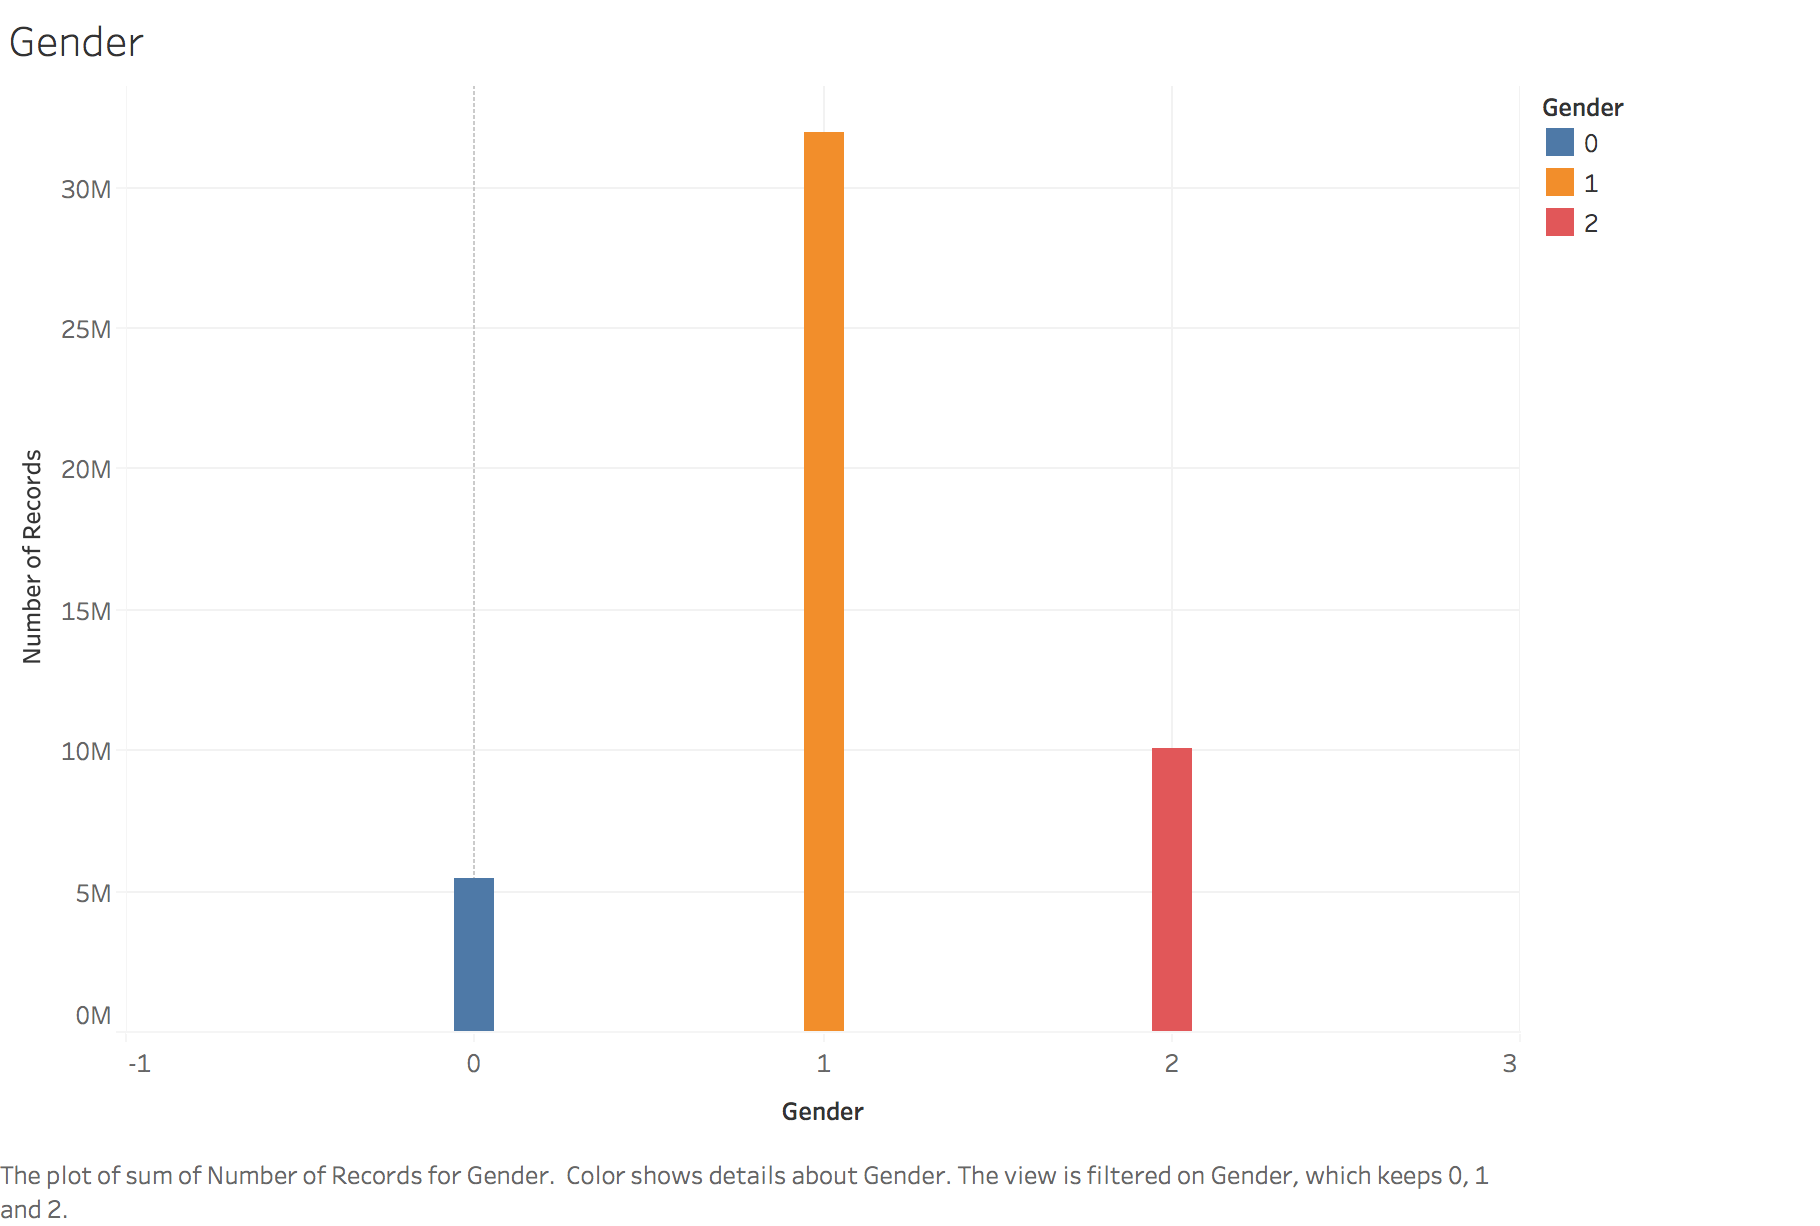 Gender
Gender
0
1
2
30M
25M
20M
15M
10M
5M
0M
Number of Records
-1 0 1 2 3
Gender
The plot of sum of Number of Records for Gender.  Color shows details about Gender. The view is filtered on Gender, which keeps 0, 1
and 2.